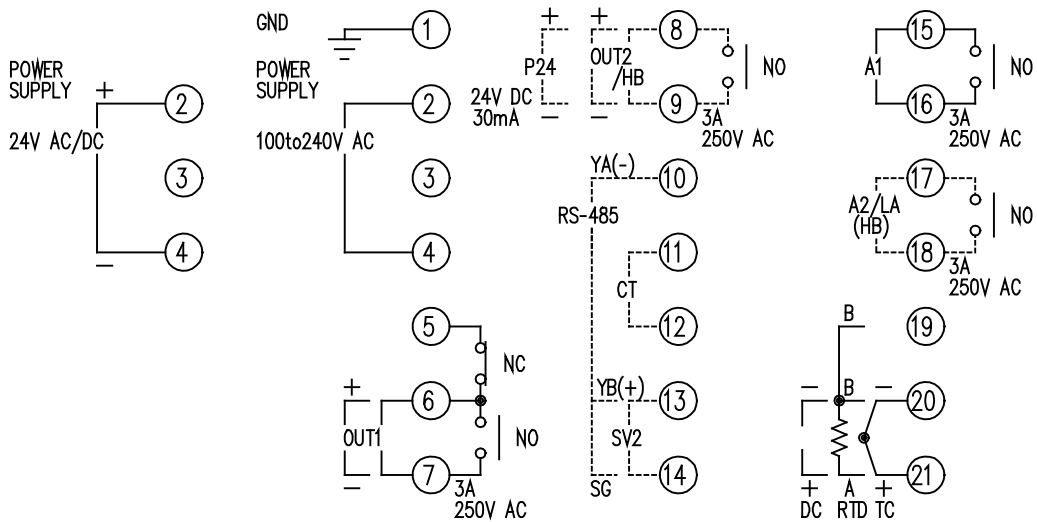 GND
1
POWER
SUPPLY
+
2
24V AC/DC
3
4
−
POWER
SUPPLY
2
100to240V AC
3
4
5
NC
+
6
OUT1
NO
7
−
3A
250V AC
+
P24
24V DC
30mA
−
+
OUT2
/HB
−
8
NO
9
3A
250V AC
YA(-)
10
RS-485
11
CT
12
YB(+)
13
SV2
14
SG
15
A1
NO
16
3A
250V AC
17
A2/LA
(HB)
NO
18
3A
250V AC
B
19
−
B
−
20
21
+
A
+
DC
RTD
TC